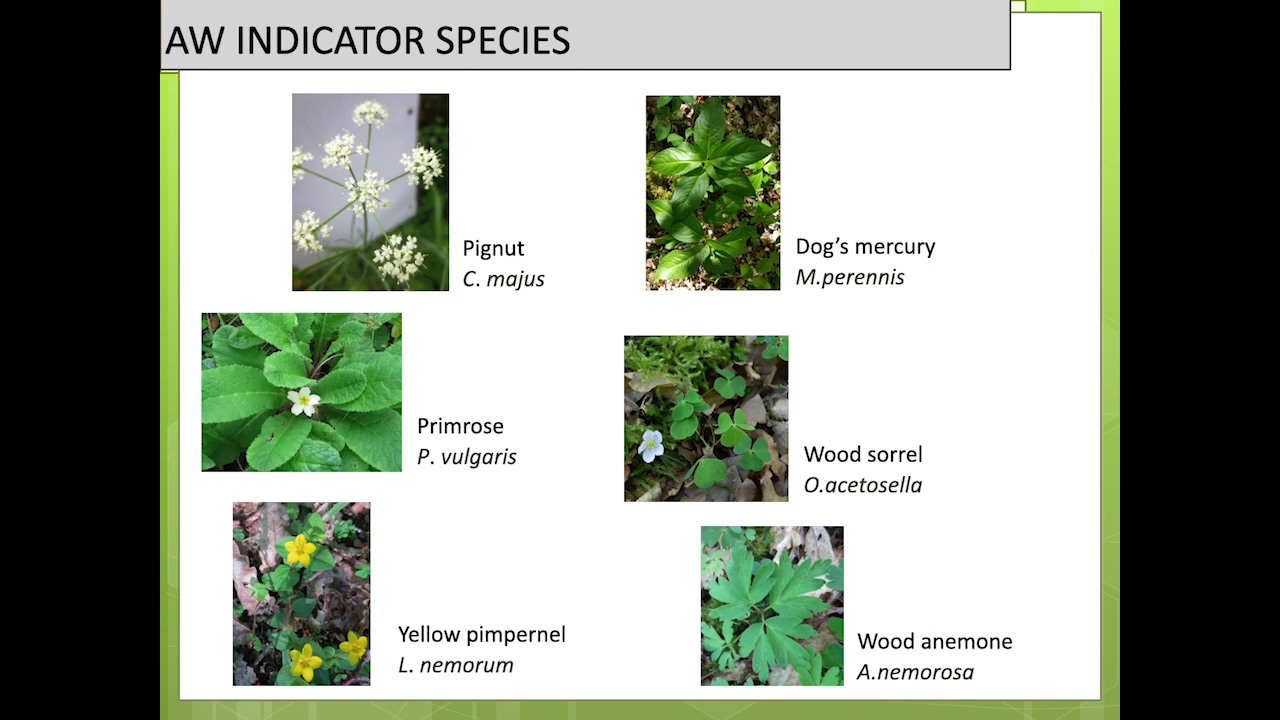 AW INDICATOR SPECIES
Pignut
C. majus
Dog’s mercury
M.perennis
Primrose
P. vulgaris
Wood sorrel
O.acetosella
Yellow pimpernel
L. nemorum
Wood anemone
A.nemorosa